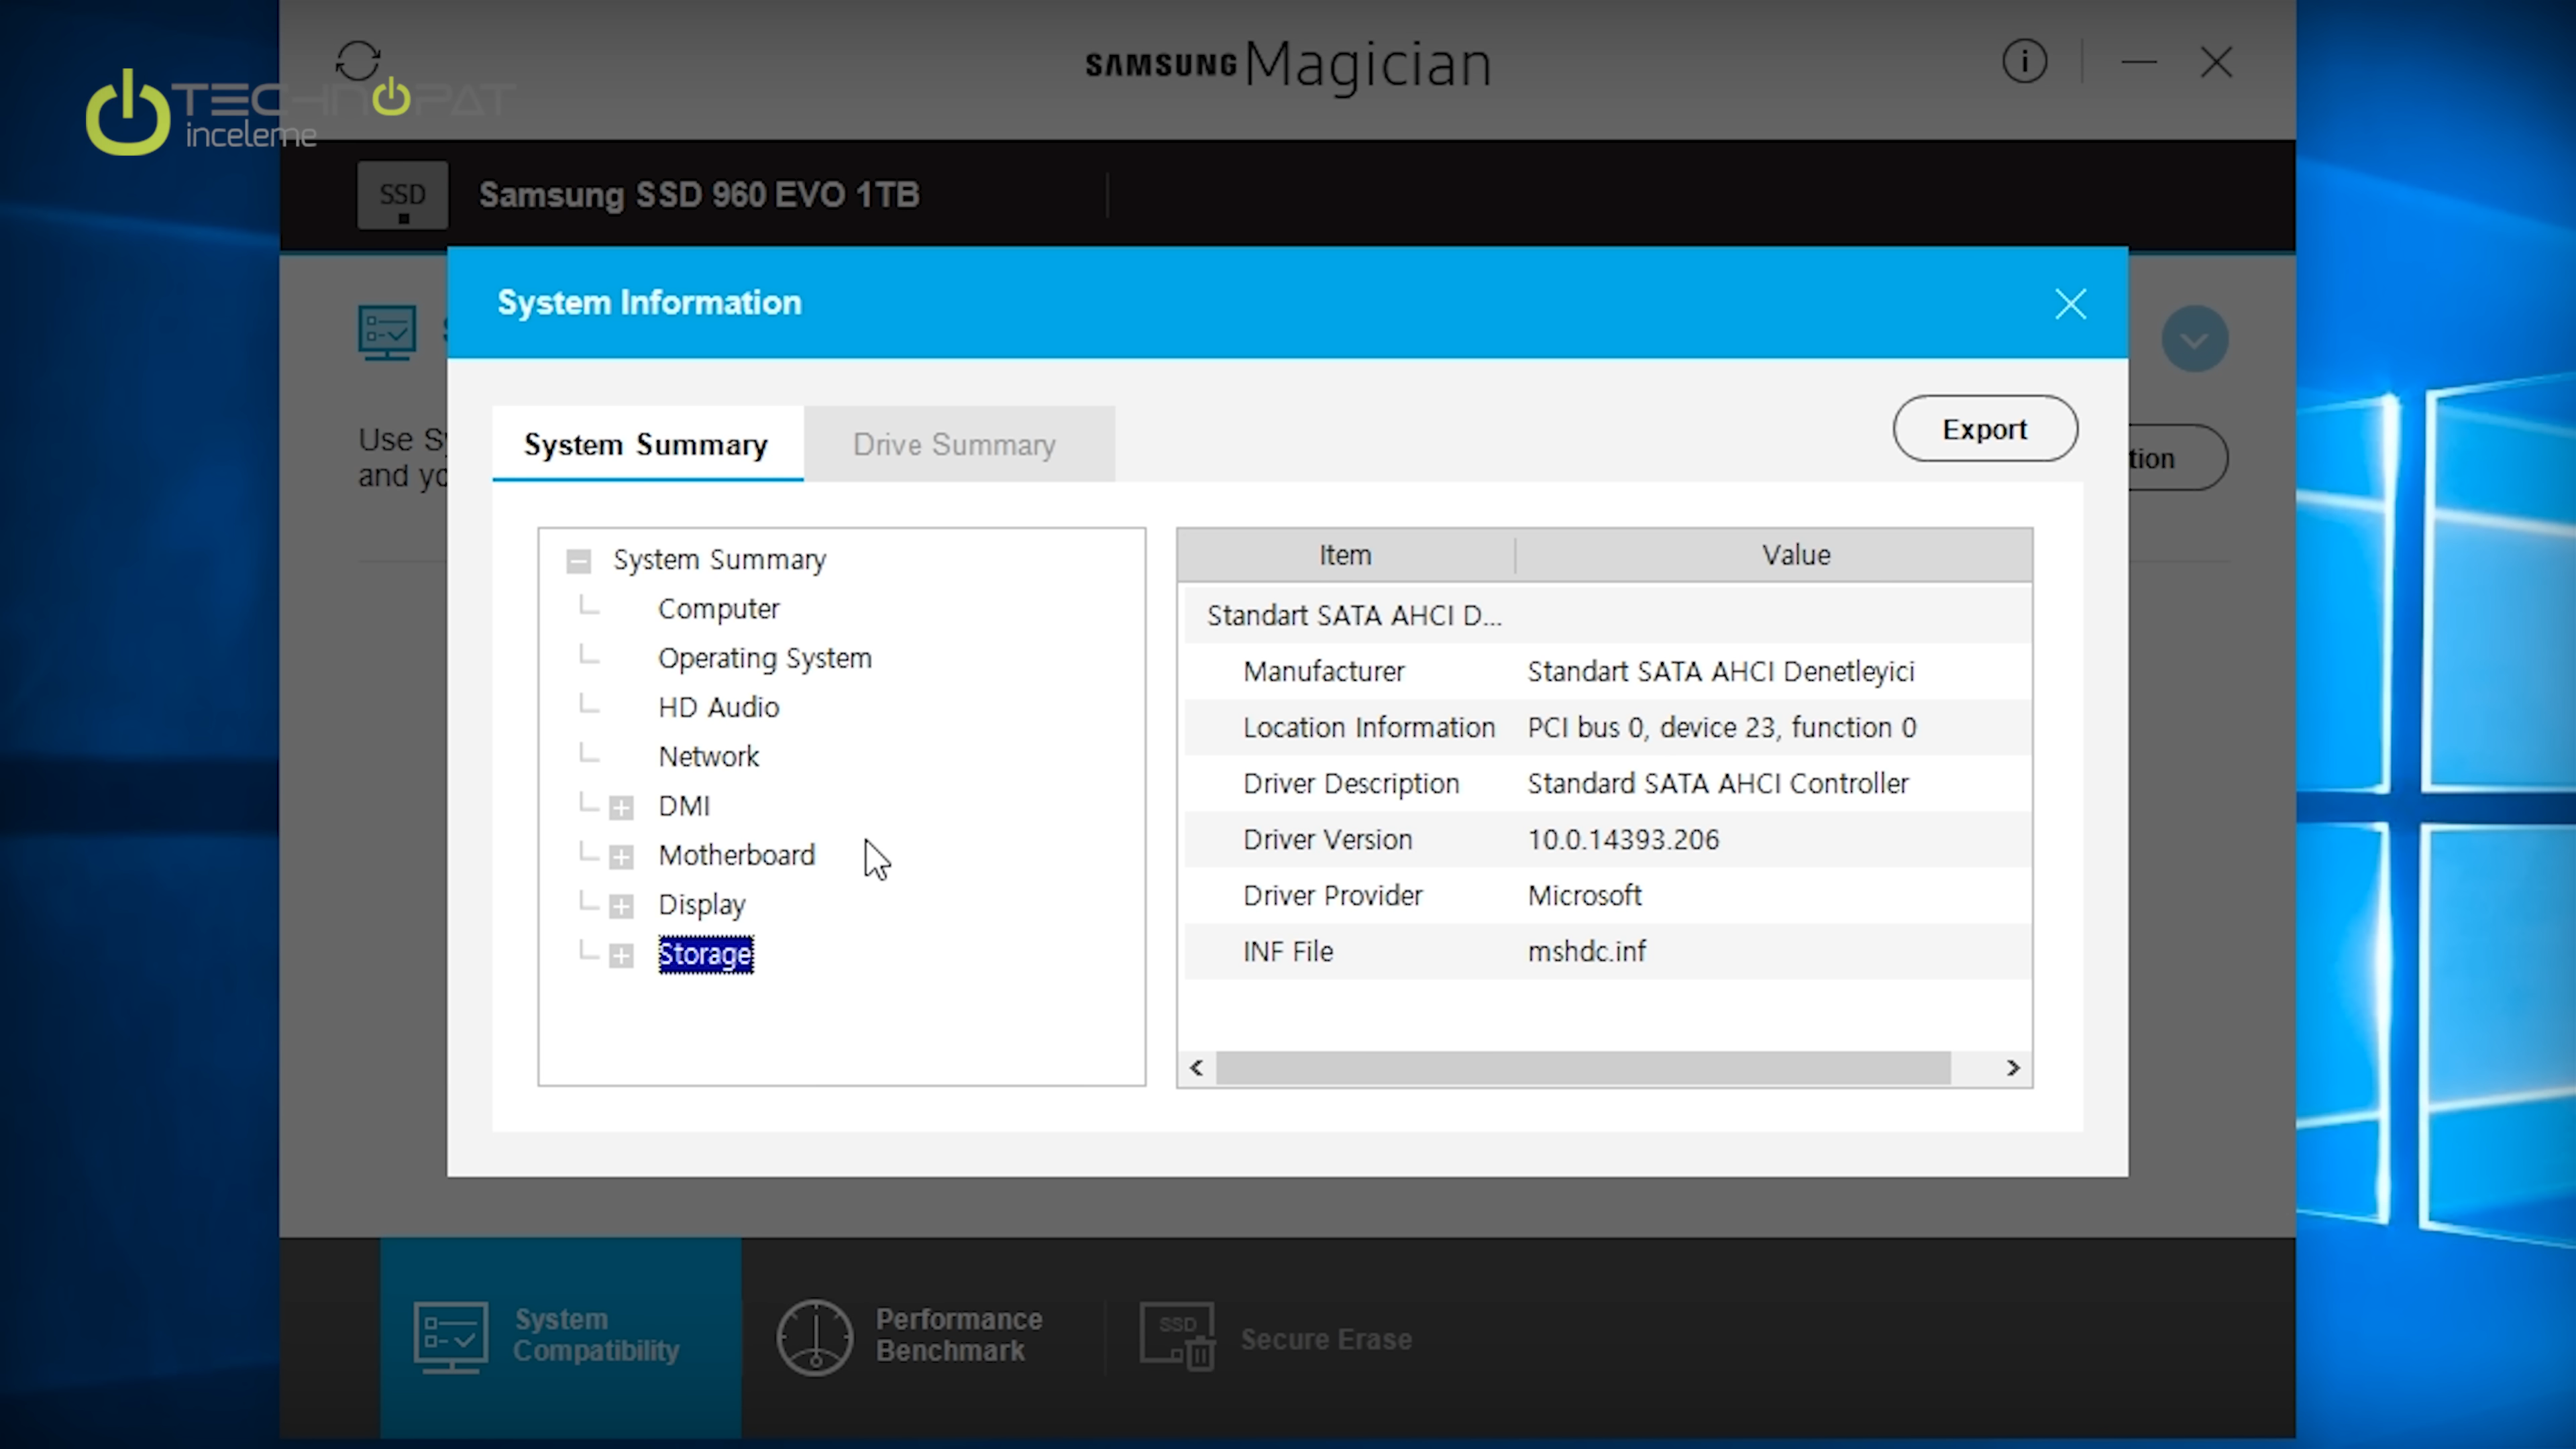 SAMSUNG Magician
TECHNOPAT
inceleme
SSD
Samsung SSD 960 EVO 1TB
System Information
System Summary
Drive Summary
Export
Use Sy
and yo
tion
System Summary
Computer
Operating System
HD Audio
Network
DMI
Motherboard
Display
Storage
Item Value
Standart SATA AHCI D...
Manufacturer Standart SATA AHCI Denetleyici
Location Information PCI bus 0, device 23, function 0
Driver Description Standard SATA AHCI Controller
Driver Version 10.0.14393.206
Driver Provider Microsoft
INF File mshdc.inf
System
Compatibility
Performance
Benchmark
SSD
Secure Erase